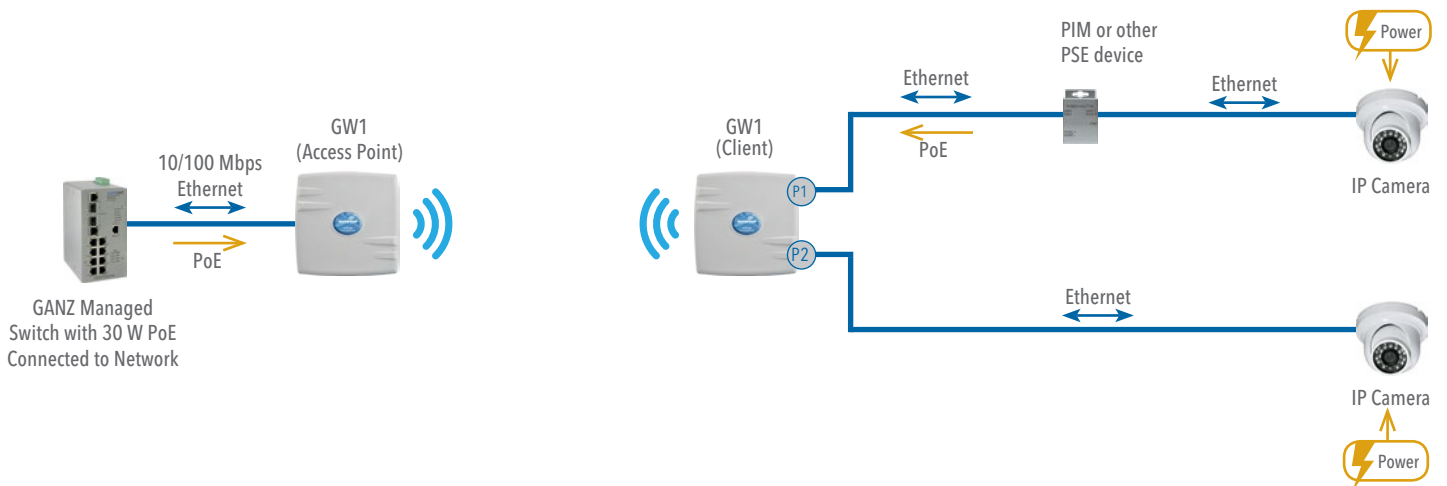 10/100 Mbps
Ethernet
PoE
GANZ Managed
Switch with 30 W PoE
Connected to Network
GW1
(Access Point)
GW1
(Client)
P1
P2
Ethernet
PoE
PIM or other
PSE device
Ethernet
Power
IP Camera
Ethernet
IP Camera
Power